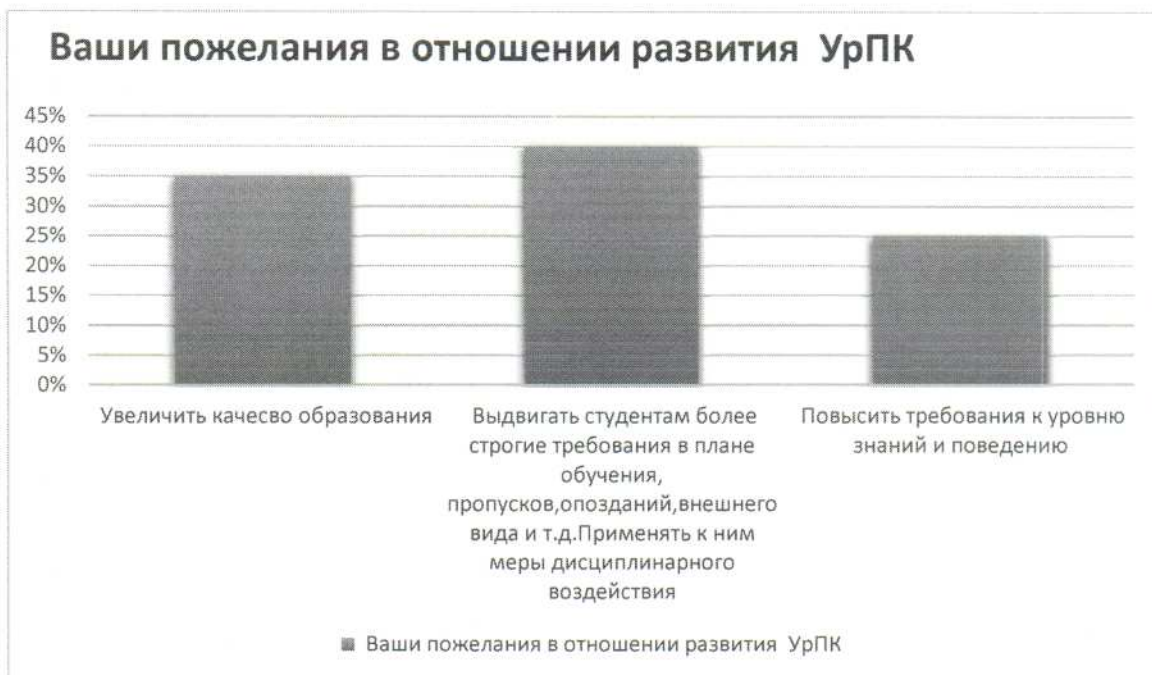 Ваши пожелания в отношении развития УрПК
45%
40%
35%
30%
25%
20%
15%
10%
5%
0%
Увеличить качесво образования
Выдвигать студентам более
строгие требования в плане
обучения,
пропусков,опозданий,внешнего
вида и т.д.Применять к ним
меры дисциплинарного
воздействия
Повысить требования к уровню
знаний и поведению
Ваши пожелания в отношении развития УрПК